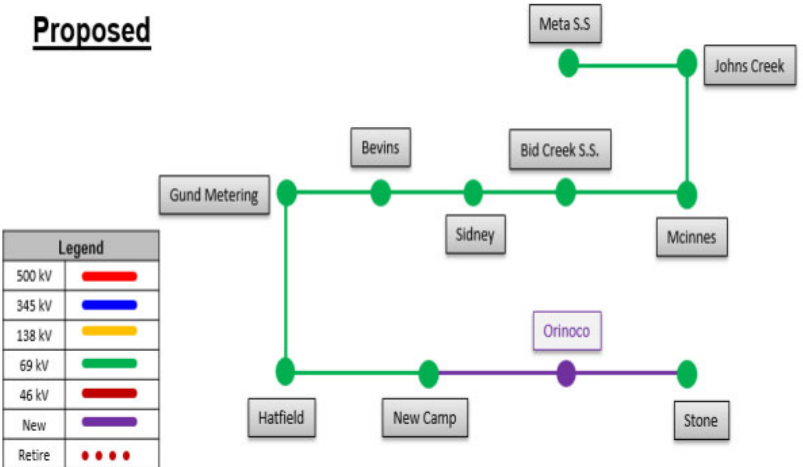 Proposed
Meta S.S
Johns Creek
Bevins
Bid Creek S.S.
Gund Metering
Sidney
Mcinnes
Legend
500 kV
345 kV
138 kV
69 kV
46 kV
New
Retire
Orinoco
Hatfield
New Camp
Stone